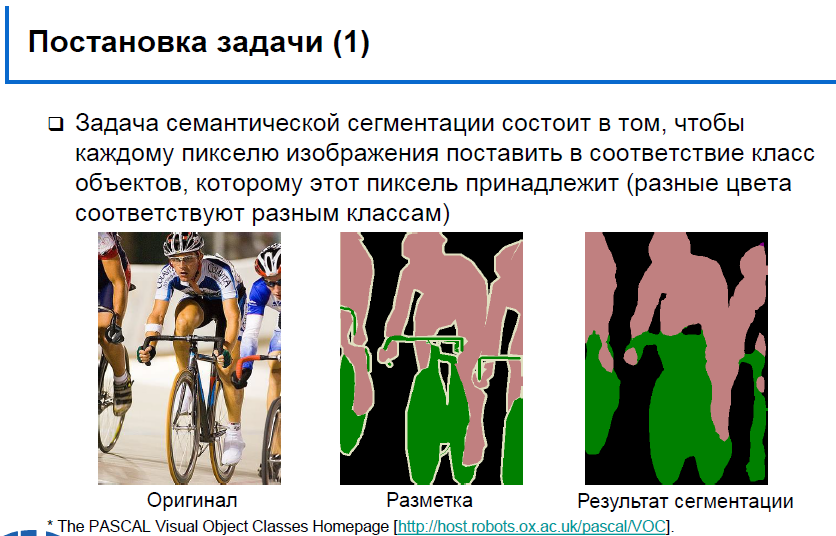 Постановка задачи (1)
Задача семантической сегментации состоит в том, чтобы
каждому пикселю изображения поставить в соответствие класс
объектов, которому этот пиксель принадлежит (разные цвета
соответствуют разным классам)
Оригинал
Разметка
Результат сегментации
* The PASCAL Visual Object Classes Homepage [http://host.robots.ox.ac.uk/pascal/VOC].